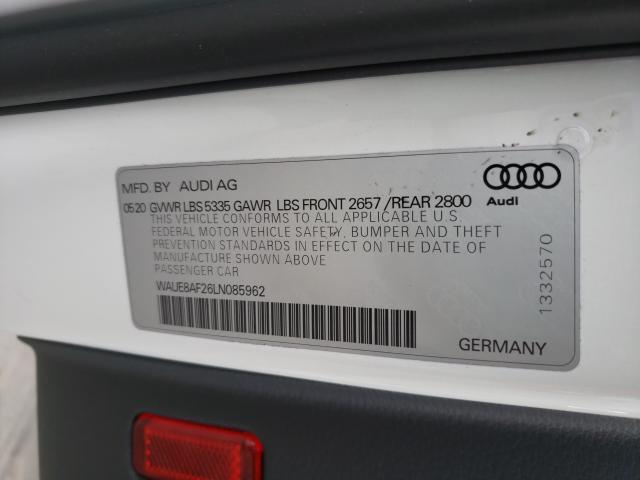 MFD. BY AUDI AG
05 20 GVWR LBS 5335 GAWR LBS FRONT 2657 / REAR 2800
THIS VEHICLE CONFORMS TO ALL APPLICABLE U.S.
FEDERAL MOTOR VEHICLE SAFETY, BUMPER AND THEFT
PREVENTION STANDARDS IN EFFECT ON THE DATE OF
MANUFACTURE SHOWN ABOVE
PASSENGER CAR
WAUE8AF26LN085962
Audi
1332570
GERMANY